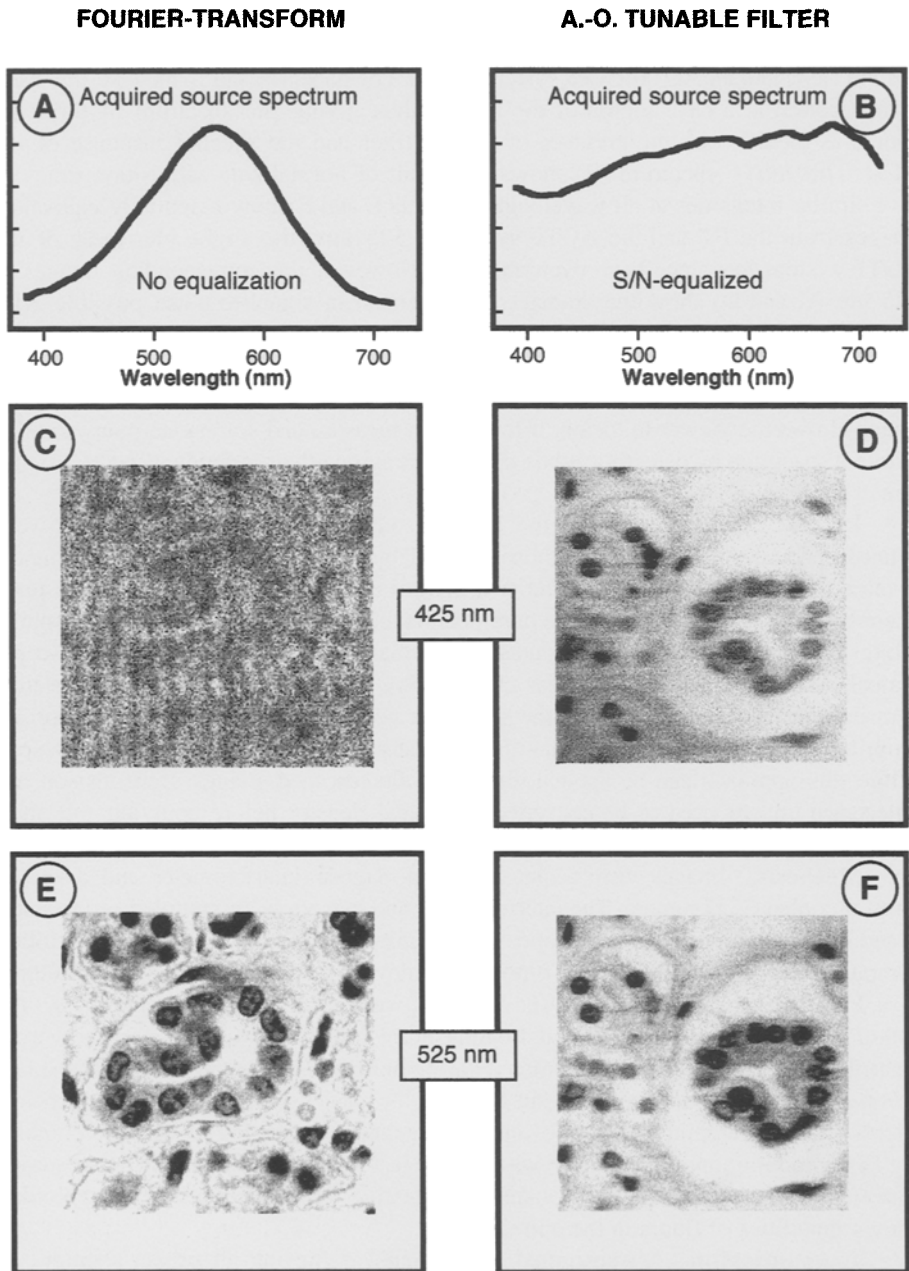 FOURIER-TRANSFORM
A.-O. TUNABLE FILTER
A
Acquired source spectrum
No equalization
400
500
600
700
Wavelength (nm)
B
Acquired source spectrum
S/N-equalized
400
500
600
700
Wavelength (nm)
C
D
425 nm
E
F
525 nm